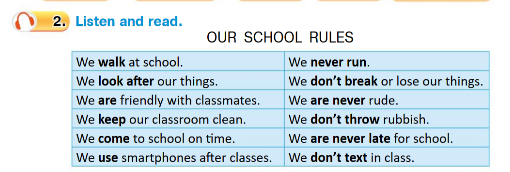 2. Listen and read.
OUR SCHOOL RULES
We walk at school. We never run.
We look after our things. We don't break or lose our things.
We are friendly with classmates. We are never rude.
We keep our classroom clean. We don't throw rubbish.
We come to school on time. We are never late for school.
We use smartphones after classes. We don't text in class.